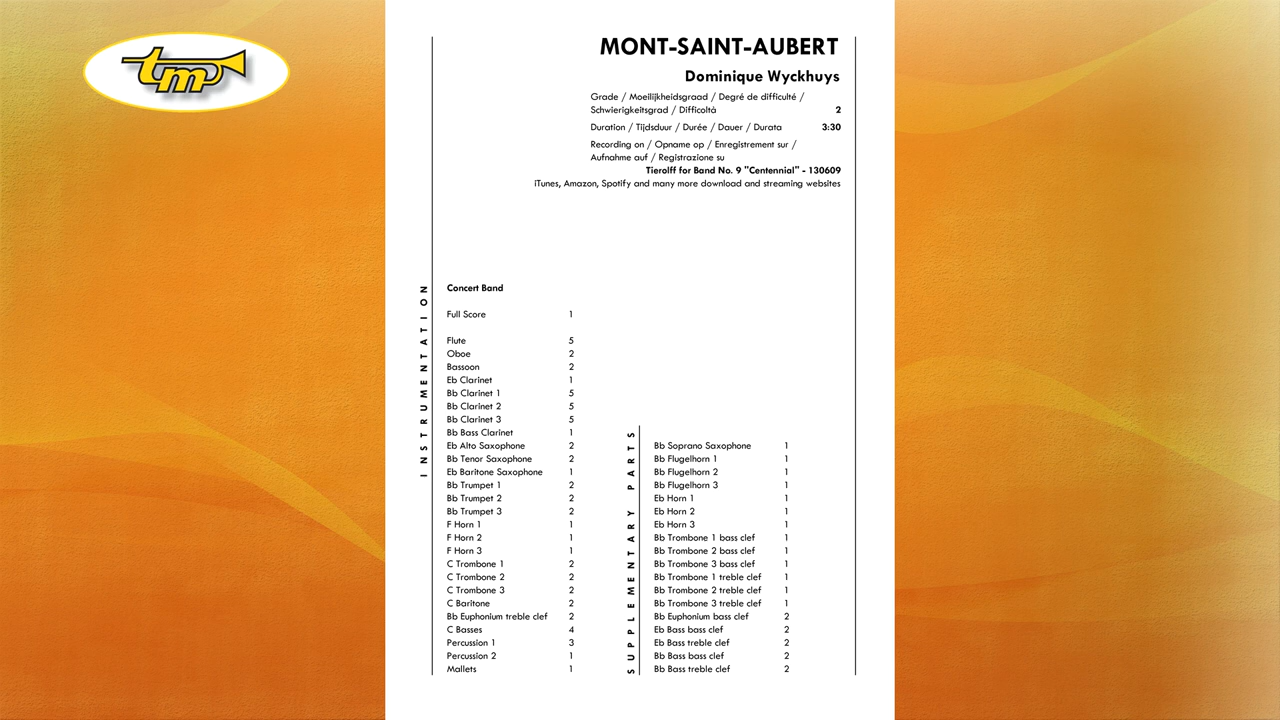 tm
MONT-SAINT-AUBERT
Dominique Wyckhuys
Grade / Moeilijkheidsgraad / Degré de difficulté /
Schwierigkeitsgrad / Difficoltà 2
Duration / Tijdsduur / Durée / Dauer / Durata 3:30
Recording on / Opname op / Enregistrement sur /
Aufnahme auf / Registrazione su
Tierolff for Band No. 9 "Centennial" - 130609
iTunes, Amazon, Spotify and many more download and streaming websites
INSTRUMENTATION
Concert Band
Full Score 1
Flute 5
Oboe 2
Bassoon 2
Eb Clarinet 1
Bb Clarinet 1 5
Bb Clarinet 2 5
Bb Clarinet 3 5
Bb Bass Clarinet 1
Eb Alto Saxophone 2
Bb Tenor Saxophone 2
Eb Baritone Saxophone 1
Bb Trumpet 1 2
Bb Trumpet 2 2
Bb Trumpet 3 2
F Horn 1 1
F Horn 2 1
F Horn 3 1
C Trombone 1 2
C Trombone 2 2
C Trombone 3 2
C Baritone 2
Bb Euphonium treble clef 2
C Basses 4
Percussion 1 3
Percussion 2 1
Mallets 1
SUPPLEMENTARY PARTS
Bb Soprano Saxophone 1
Bb Flugelhorn 1 1
Bb Flugelhorn 2 1
Bb Flugelhorn 3 1
Eb Horn 1 1
Eb Horn 2 1
Eb Horn 3 1
Bb Trombone 1 bass clef 1
Bb Trombone 2 bass clef 1
Bb Trombone 3 bass clef 1
Bb Trombone 1 treble clef 1
Bb Trombone 2 treble clef 1
Bb Trombone 3 treble clef 1
Bb Euphonium bass clef 2
Eb Bass bass clef 2
Eb Bass treble clef 2
Bb Bass bass clef 2
Bb Bass treble clef 2